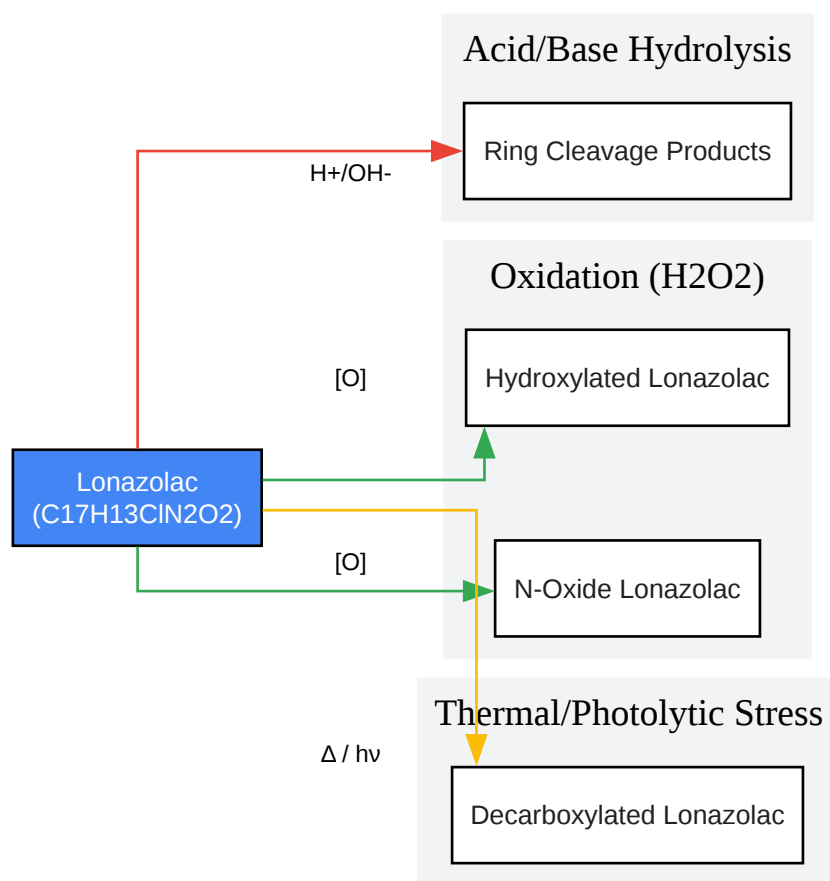 Acid/Base Hydrolysis
Ring Cleavage Products
H+/OH-
Oxidation (H2O2)
[O]
Hydroxylated Lonazolac
Lonazolac
(C17H13ClN2O2)
[O]
N-Oxide Lonazolac
Thermal/Photolytic Stress
Δ / hν
Decarboxylated Lonazolac